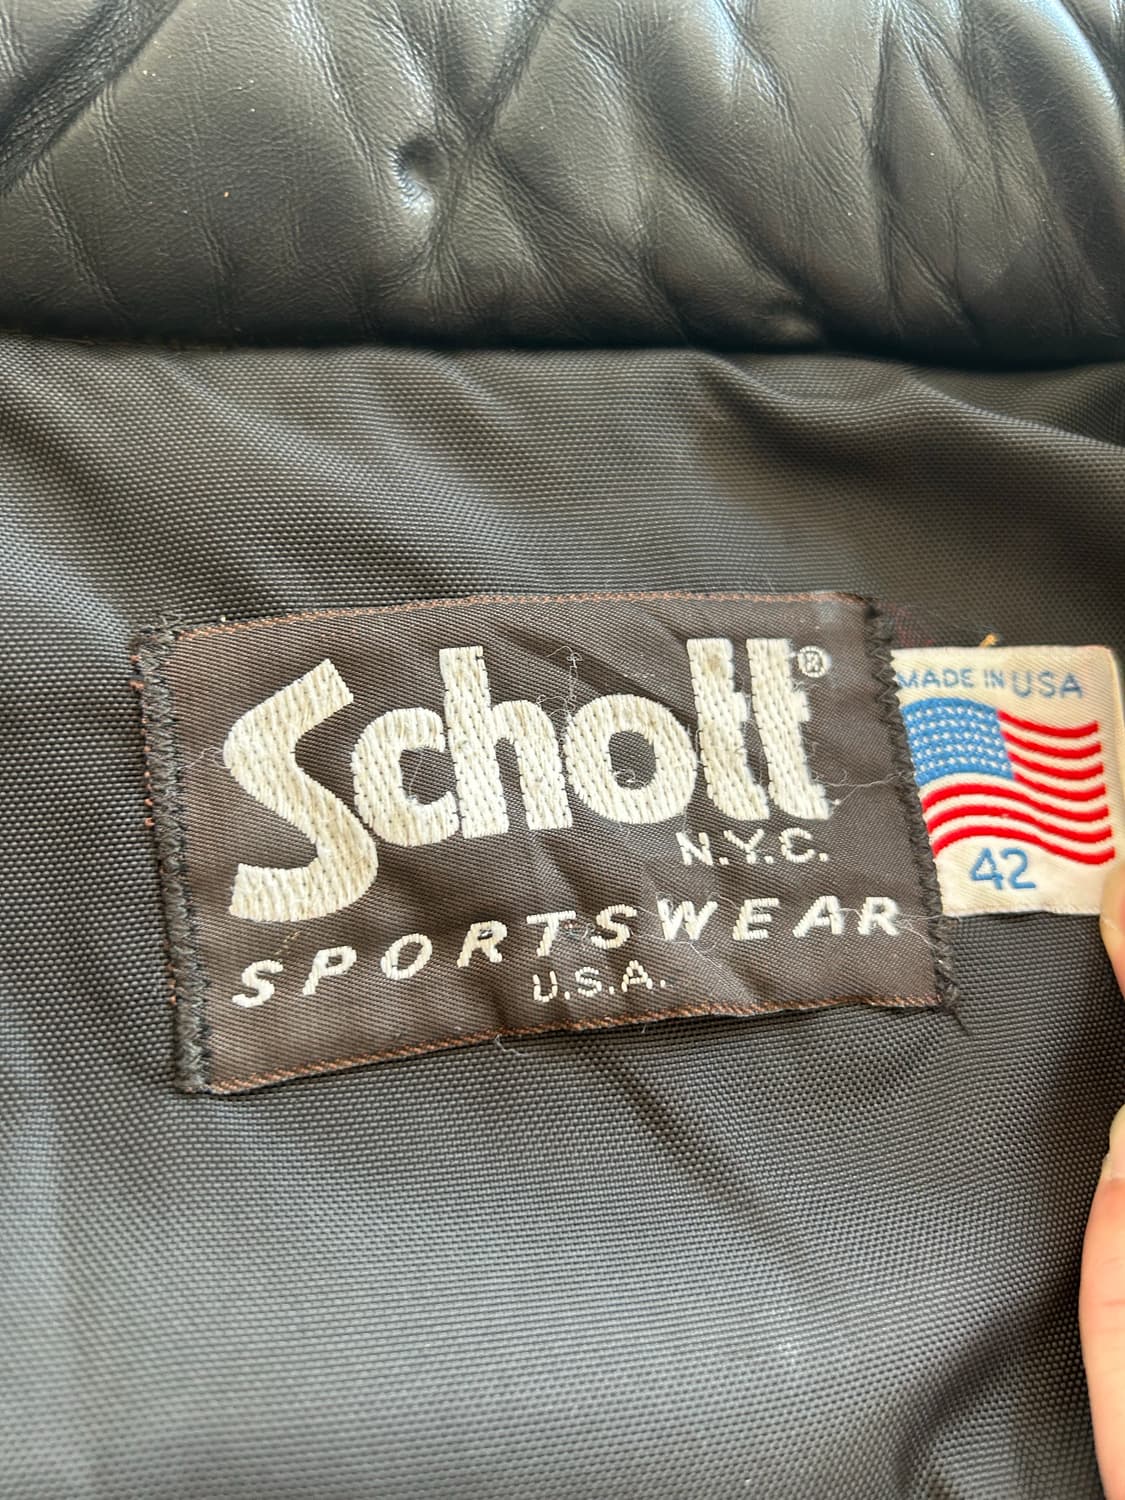 Schott®
N.Y.C.
SPORTSWEAR
U.S.A.
MADE IN USA
42